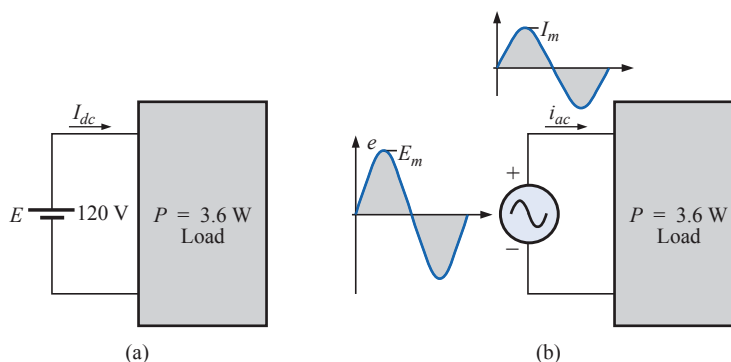 I_m
I_dc
i_ac
e
E_m
+
E 120 V
P = 3.6 W
Load
P = 3.6 W
Load
−
(a)
(b)